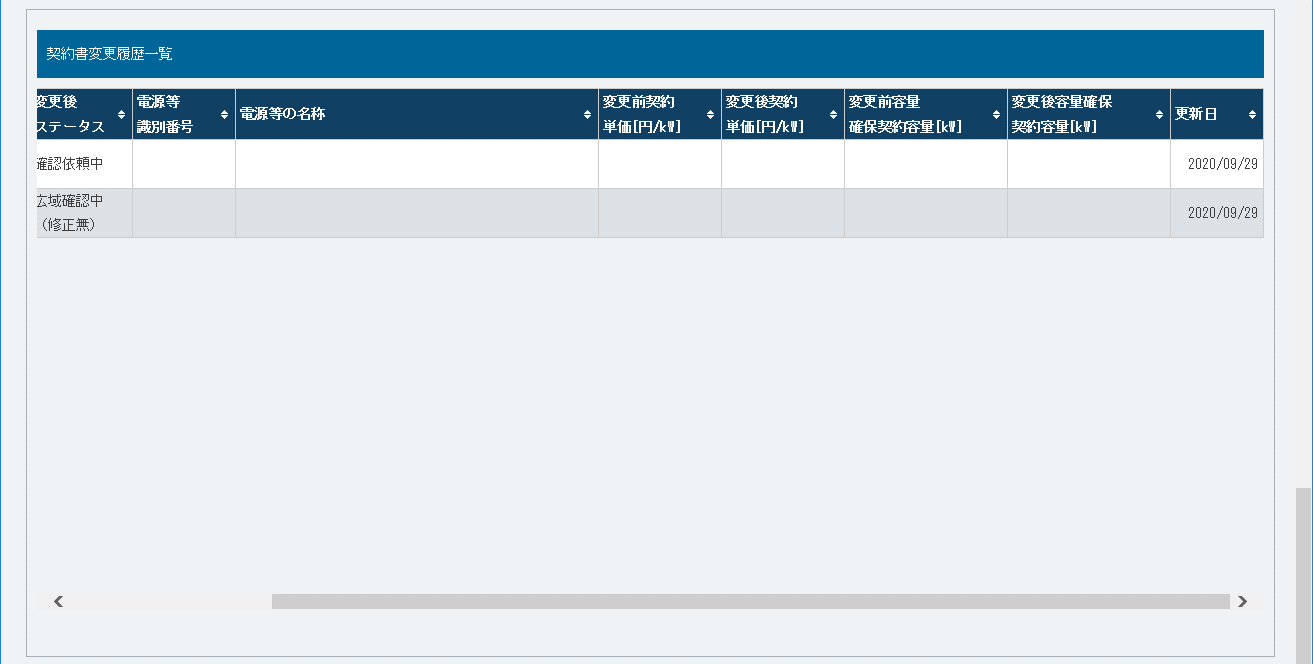 契約書変更履歴一覧
変更後
ステータス
電源等
識別番号
電源等の名称
変更前契約
単価[円/kW]
変更後契約
単価[円/kW]
変更前容量
確保契約容量[kW]
変更後容量確保
契約容量[kW]
更新日
確認依頼中
2020/09/29
広域確認中
（修正無）
2020/09/29